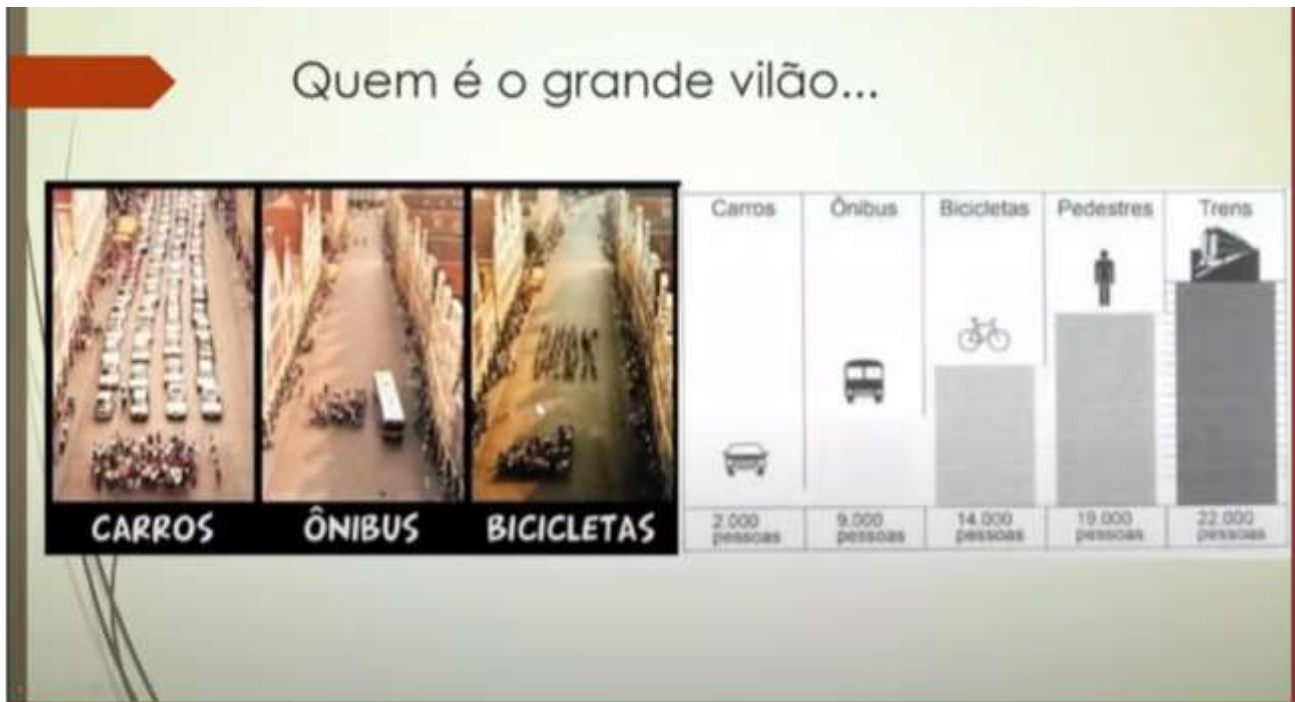 Quem é o grande vilão...
CARROS
ÔNIBUS
BICICLETAS
Carros
Ônibus
Bicicletas
Pedestres
Trens
2.000
pessoas
9.000
pessoas
14.000
pessoas
19.000
pessoas
22.000
pessoas